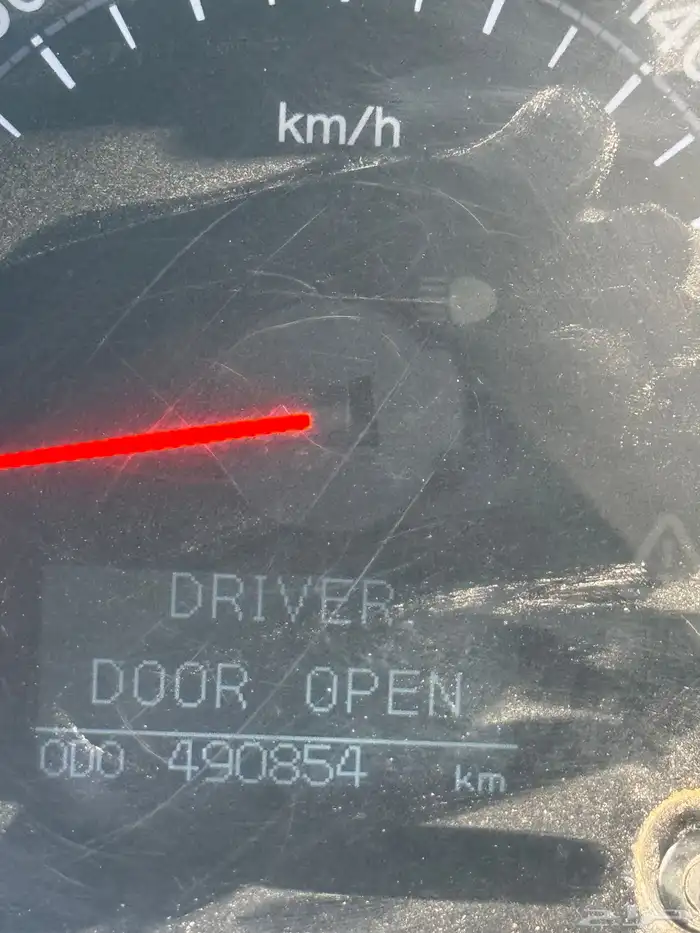 km/h
DRIVER
DOOR OPEN
ODO 490854 km